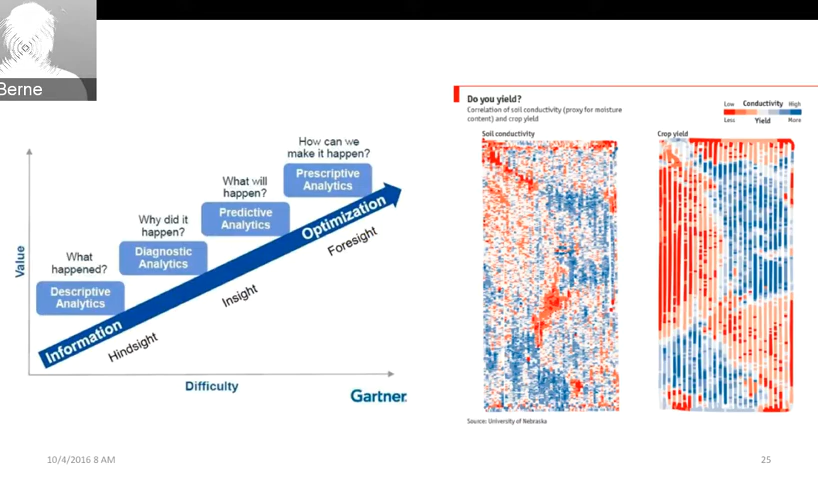 Berne
How can we
make it happen?
Prescriptive
Analytics
What will
happen?
Predictive
Analytics
Why did it
happen?
Diagnostic
Analytics
What
happened?
Descriptive
Analytics
Value
Information
Optimization
Hindsight
Insight
Foresight
Difficulty
Gartner
Do you yield?
Correlation of soil conductivity (proxy for moisture
content) and crop yield
Low Conductivity High
Less Yield More
Soil conductivity
Crop yield
Source: University of Nebraska
10/4/2016 8 AM
25